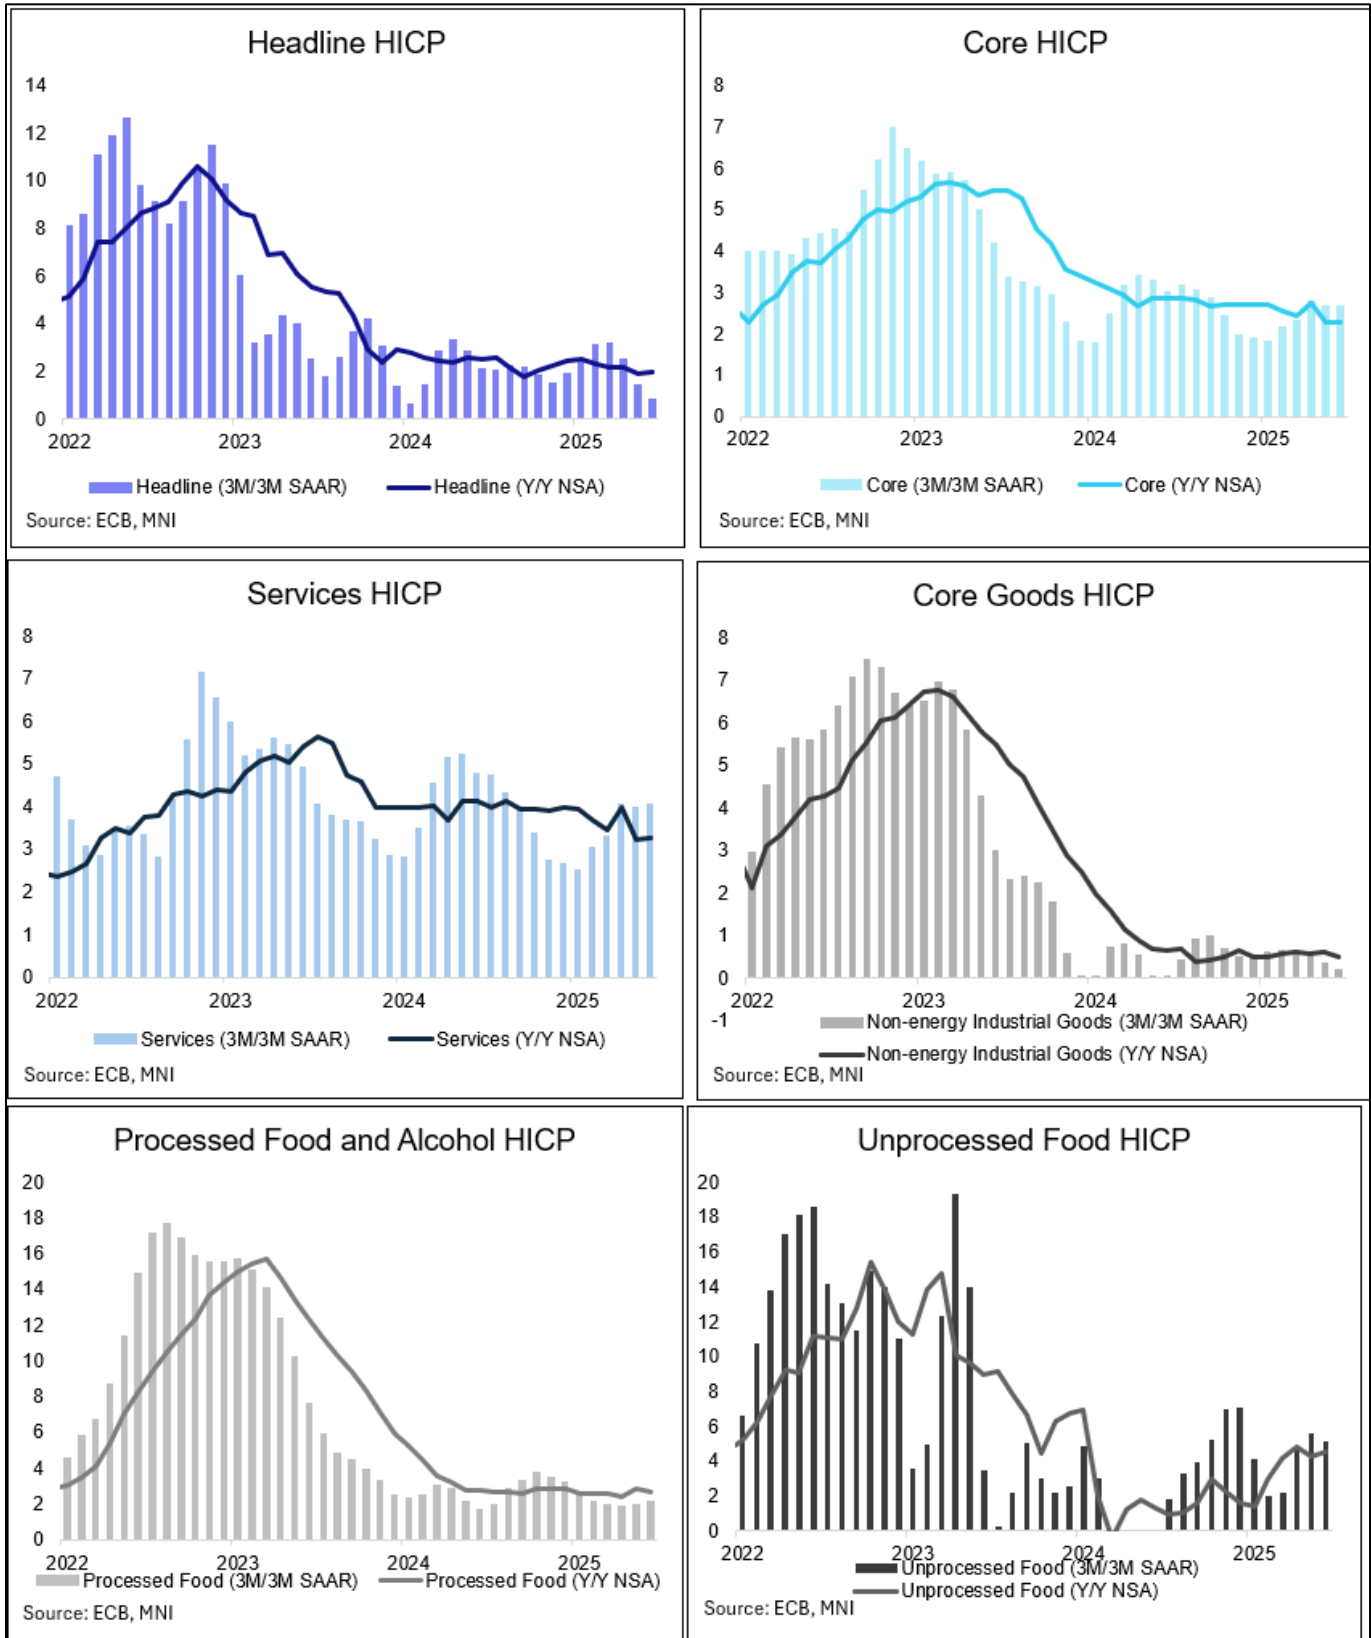 Headline HICP
14
12
10
8
6
4
2
0
2022 2023 2024 2025
Headline (3M/3M SAAR) Headline (Y/Y NSA)
Source: ECB, MNI
Core HICP
8
7
6
5
4
3
2
1
0
2022 2023 2024 2025
Core (3M/3M SAAR) Core (Y/Y NSA)
Source: ECB, MNI
Services HICP
8
7
6
5
4
3
2
1
0
2022 2023 2024 2025
Services (3M/3M SAAR) Services (Y/Y NSA)
Source: ECB, MNI
Core Goods HICP
8
7
6
5
4
3
2
1
0
2022 2023 2024 2025
-1
Non-energy Industrial Goods (3M/3M SAAR)
Non-energy Industrial Goods (Y/Y NSA)
Source: ECB, MNI
Processed Food and Alcohol HICP
20
18
16
14
12
10
8
6
4
2
0
2022 2023 2024 2025
Processed Food (3M/3M SAAR) Processed Food (Y/Y NSA)
Source: ECB, MNI
Unprocessed Food HICP
20
18
16
14
12
10
8
6
4
2
0
2022 2023 2024 2025
Unprocessed Food (3M/3M SAAR)
Unprocessed Food (Y/Y NSA)
Source: ECB, MNI